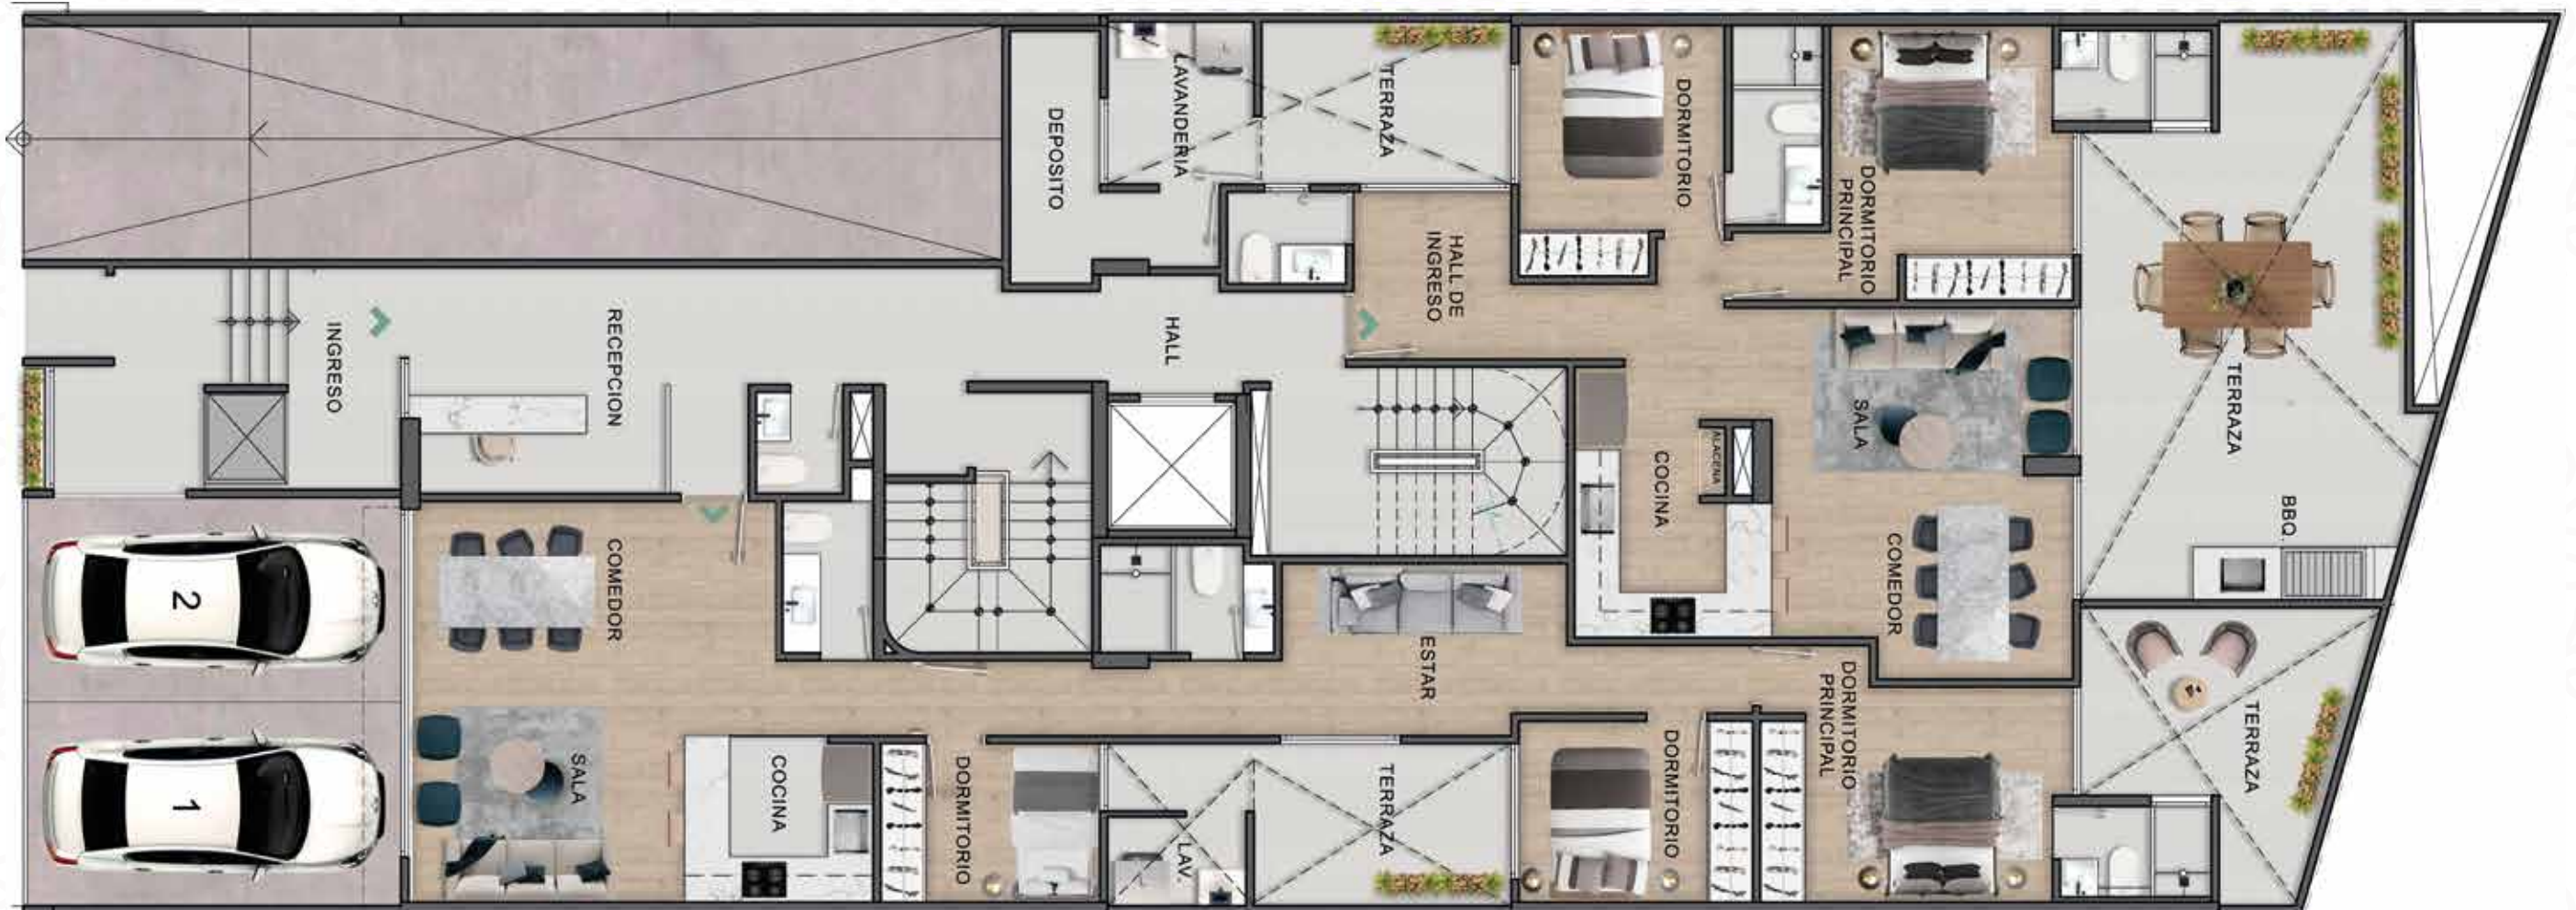 DEPOSITO
LAVANDERIA
TERRAZA
DORMITORIO
DORMITORIO
PRINCIPAL
HALL DE
INGRESO
INGRESO
RECEPCION
HALL
SALA
TERRAZA
ALACENA
COCINA
BBQ.
COMEDOR
COMEDOR
2
ESTAR
DORMITORIO
PRINCIPAL
TERRAZA
1
SALA
COCINA
DORMITORIO
LAV.
TERRAZA
DORMITORIO